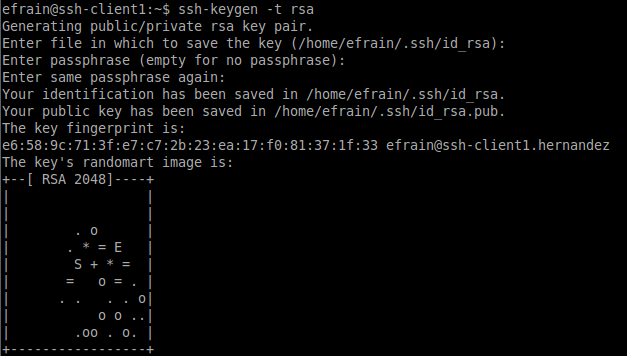 efrain@ssh-client1:~$ ssh-keygen -t rsa
Generating public/private rsa key pair.
Enter file in which to save the key (/home/efrain/.ssh/id_rsa):
Enter passphrase (empty for no passphrase):
Enter same passphrase again:
Your identification has been saved in /home/efrain/.ssh/id_rsa.
Your public key has been saved in /home/efrain/.ssh/id_rsa.pub.
The key fingerprint is:
e6:58:9c:71:3f:e7:c7:2b:23:ea:17:f0:81:37:1f:33 efrain@ssh-client1.hernandez
The key's randomart image is:
+--[ RSA 2048]----+
|                 |
|                 |
|        . o      |
|       . * = E   |
|        S + * =  |
|       =   o = . |
|      . .   . . o|
|           o o ..|
|        .oo . o. |
+-----------------+